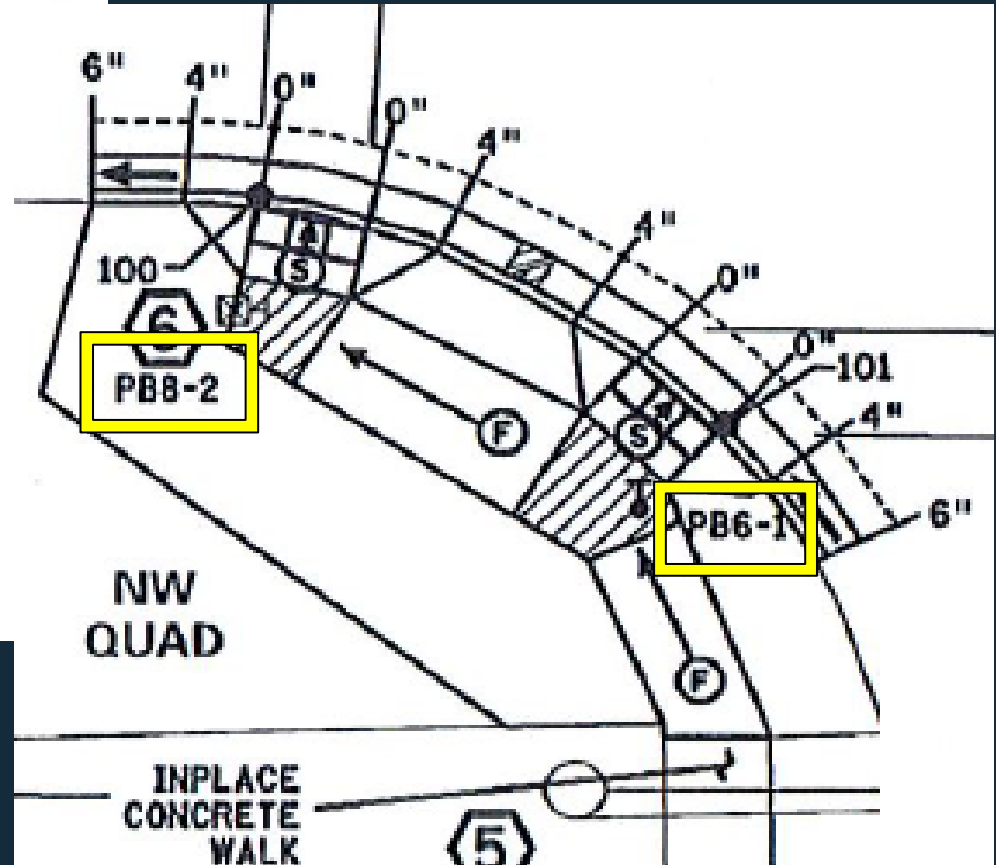 6"
4"
0"
0"
4"
4"
0"
0"
101
4"
6"
100
A
S
6
PB8-2
F
S
PB6-1
NW
QUAD
F
INPLACE
CONCRETE
WALK
5